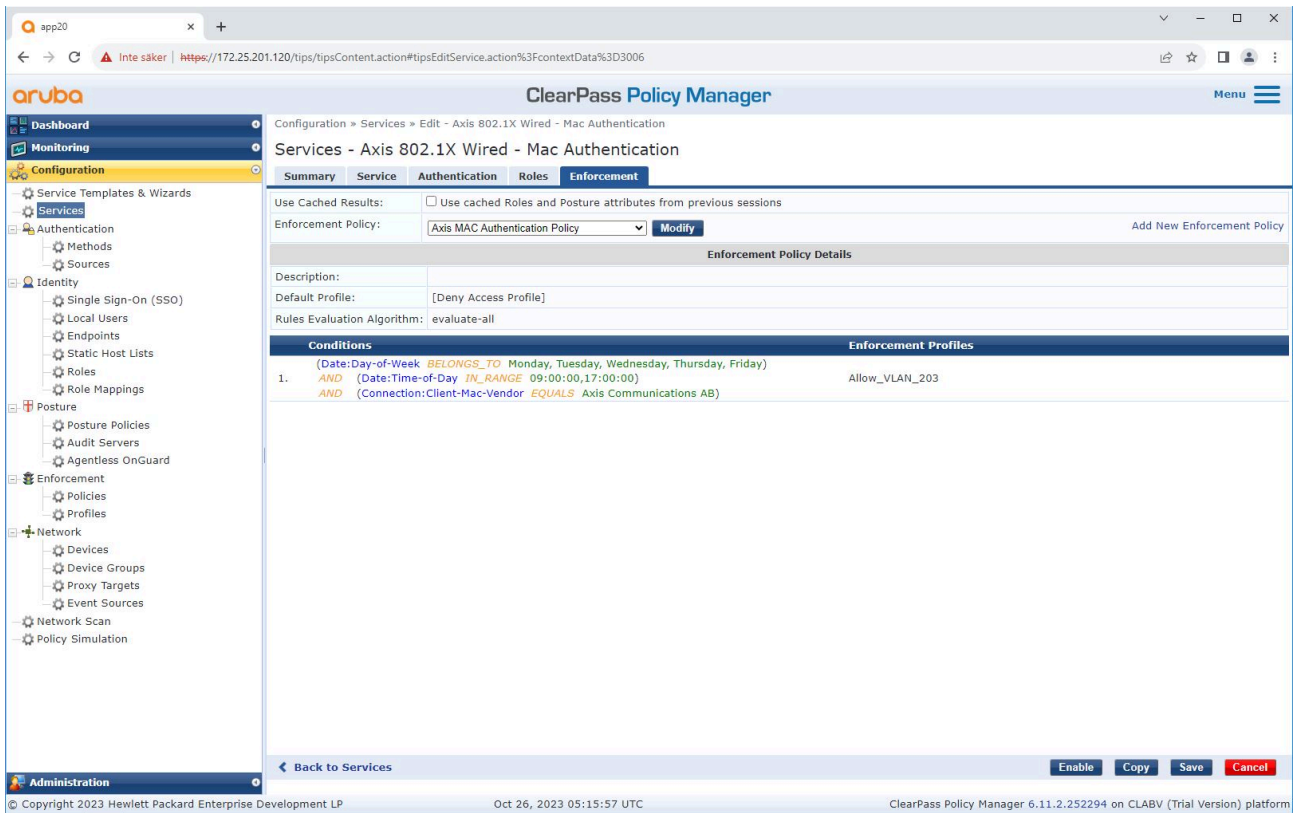 app20
Inte säker | https://172.25.201.120/tips/tipsContent.action#tipsEditService.action%3FcontextData%3D3006
aruba
ClearPass Policy Manager
Menu
Dashboard
Monitoring
Configuration
Service Templates & Wizards
Services
Authentication
Methods
Sources
Identity
Single Sign-On (SSO)
Local Users
Endpoints
Static Host Lists
Roles
Role Mappings
Posture
Posture Policies
Audit Servers
Agentless OnGuard
Enforcement
Policies
Profiles
Network
Devices
Device Groups
Proxy Targets
Event Sources
Network Scan
Policy Simulation
Administration
Configuration » Services » Edit - Axis 802.1X Wired - Mac Authentication
Services - Axis 802.1X Wired - Mac Authentication
Summary Service Authentication Roles Enforcement
Use Cached Results: Use cached Roles and Posture attributes from previous sessions
Enforcement Policy: Axis MAC Authentication Policy Modify Add New Enforcement Policy
Enforcement Policy Details
Description:
Default Profile: [Deny Access Profile]
Rules Evaluation Algorithm: evaluate-all
Conditions Enforcement Profiles
(Date:Day-of-Week BELONGS_TO Monday, Tuesday, Wednesday, Thursday, Friday)
1. AND (Date:Time-of-Day IN_RANGE 09:00:00,17:00:00) Allow_VLAN_203
AND (Connection:Client-Mac-Vendor EQUALS Axis Communications AB)
Back to Services Enable Copy Save Cancel
© Copyright 2023 Hewlett Packard Enterprise Development LP Oct 26, 2023 05:15:57 UTC ClearPass Policy Manager 6.11.2.252294 on CLABV (Trial Version) platform